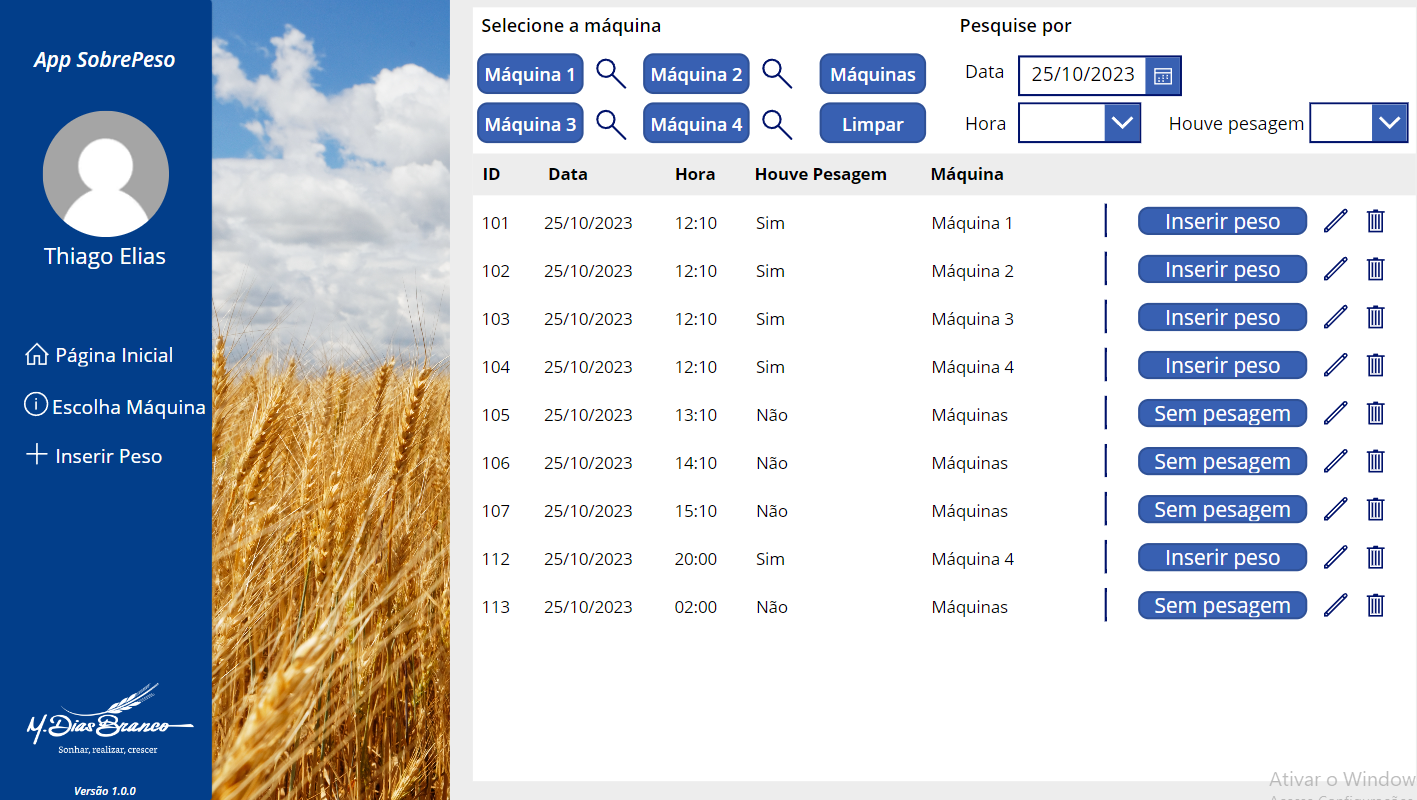 App SobrePeso
Thiago Elias
Página Inicial
Escolha Máquina
Inserir Peso
M.Dias Branco
Sonhar, realizar, crescer
Versão 1.0.0
Selecione a máquina
Pesquise por
Máquina 1 Máquina 2 Máquinas Data 25/10/2023
Máquina 3 Máquina 4 Limpar Hora Houve pesagem
ID Data Hora Houve Pesagem Máquina
101 25/10/2023 12:10 Sim Máquina 1 Inserir peso
102 25/10/2023 12:10 Sim Máquina 2 Inserir peso
103 25/10/2023 12:10 Sim Máquina 3 Inserir peso
104 25/10/2023 12:10 Sim Máquina 4 Inserir peso
105 25/10/2023 13:10 Não Máquinas Sem pesagem
106 25/10/2023 14:10 Não Máquinas Sem pesagem
107 25/10/2023 15:10 Não Máquinas Sem pesagem
112 25/10/2023 20:00 Sim Máquina 4 Inserir peso
113 25/10/2023 02:00 Não Máquinas Sem pesagem
Ativar o Window